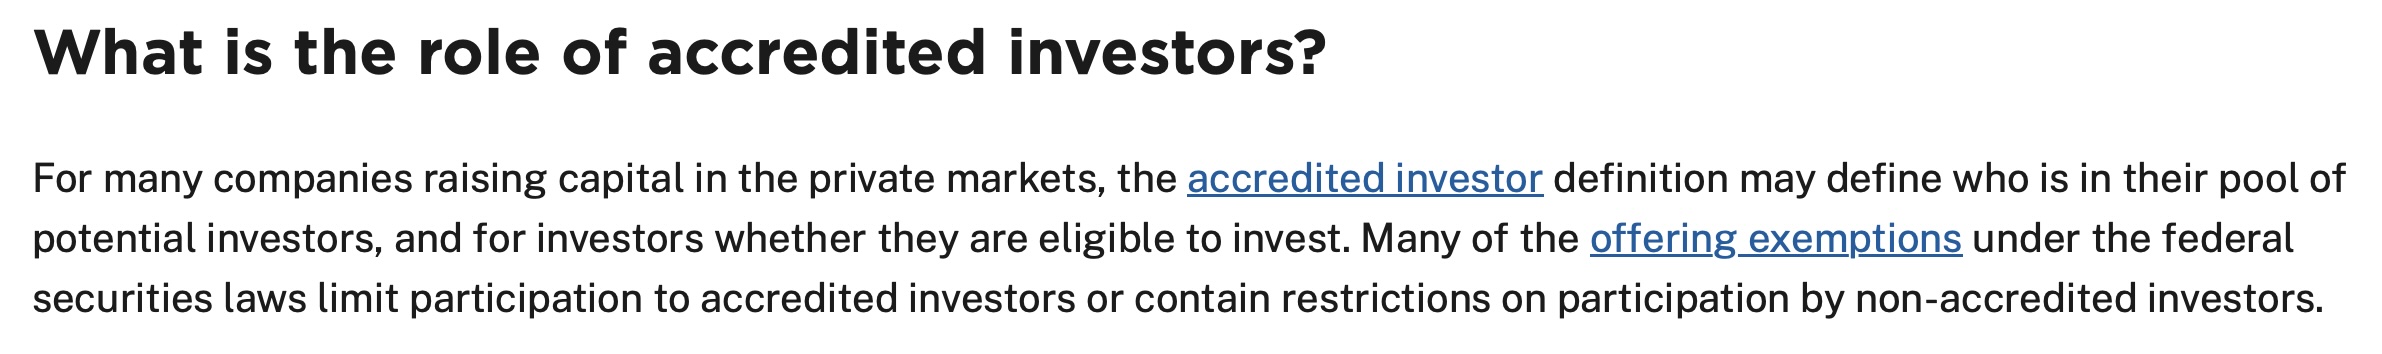 What is the role of accredited investors?
For many companies raising capital in the private markets, the accredited investor definition may define who is in their pool of
potential investors, and for investors whether they are eligible to invest. Many of the offering exemptions under the federal
securities laws limit participation to accredited investors or contain restrictions on participation by non-accredited investors.